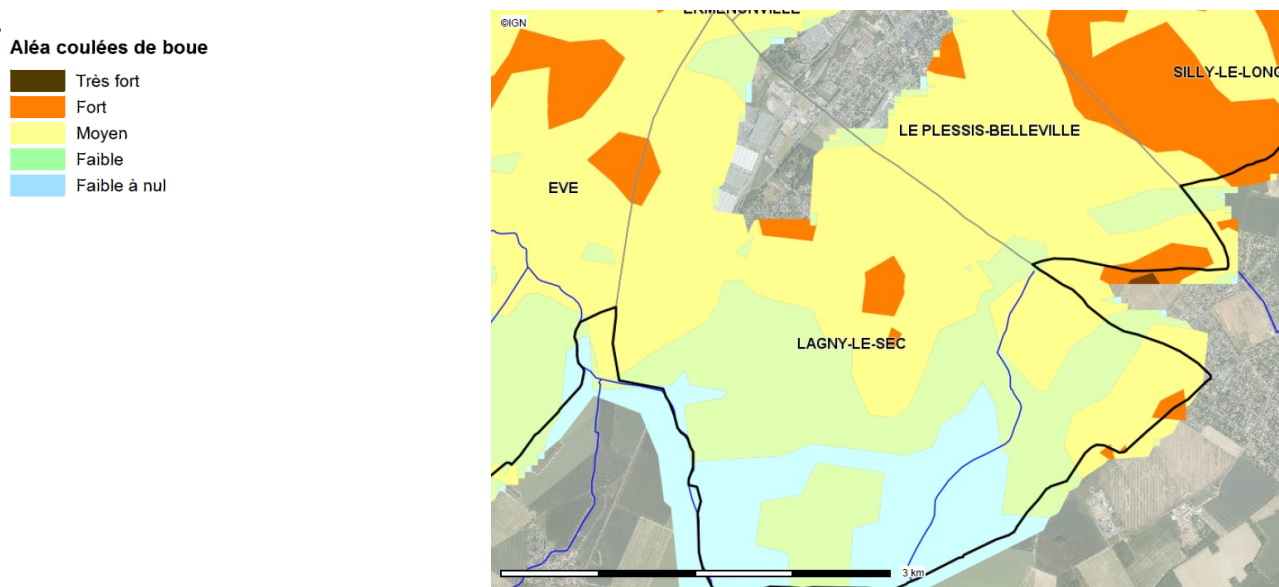 Aléa coulées de boue
Très fort
Fort
Moyen
Faible
Faible à nul
©IGN
ERMENONVILLE
SILLY-LE-LONG
LE PLESSIS-BELLEVILLE
EVE
LAGNY-LE-SEC
3 km